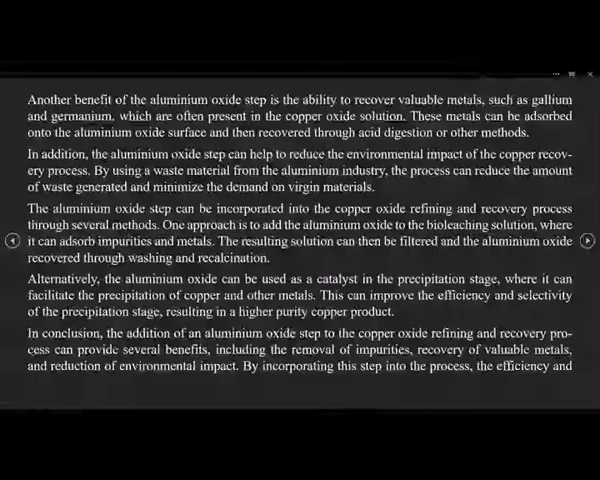 Another benefit of the aluminium oxide step is the ability to recover valuable metals, such as gallium
and germanium, which are often present in the copper oxide solution. These metals can be adsorbed
onto the aluminium oxide surface and then recovered through acid digestion or other methods.
In addition, the aluminium oxide step can help to reduce the environmental impact of the copper recov-
ery process. By using a waste material from the aluminium industry, the process can reduce the amount
of waste generated and minimize the demand on virgin materials.
The aluminium oxide step can be incorporated into the copper oxide refining and recovery process
through several methods. One approach is to add the aluminium oxide to the bioleaching solution, where
it can adsorb impurities and metals. The resulting solution can then be filtered and the aluminium oxide
recovered through washing and recalcination.
Alternatively, the aluminium oxide can be used as a catalyst in the precipitation stage, where it can
facilitate the precipitation of copper and other metals. This can improve the efficiency and selectivity
of the precipitation stage, resulting in a higher purity copper product.
In conclusion, the addition of an aluminium oxide step to the copper oxide refining and recovery pro-
cess can provide several benefits, including the removal of impurities, recovery of valuable metals,
and reduction of environmental impact. By incorporating this step into the process, the efficiency and